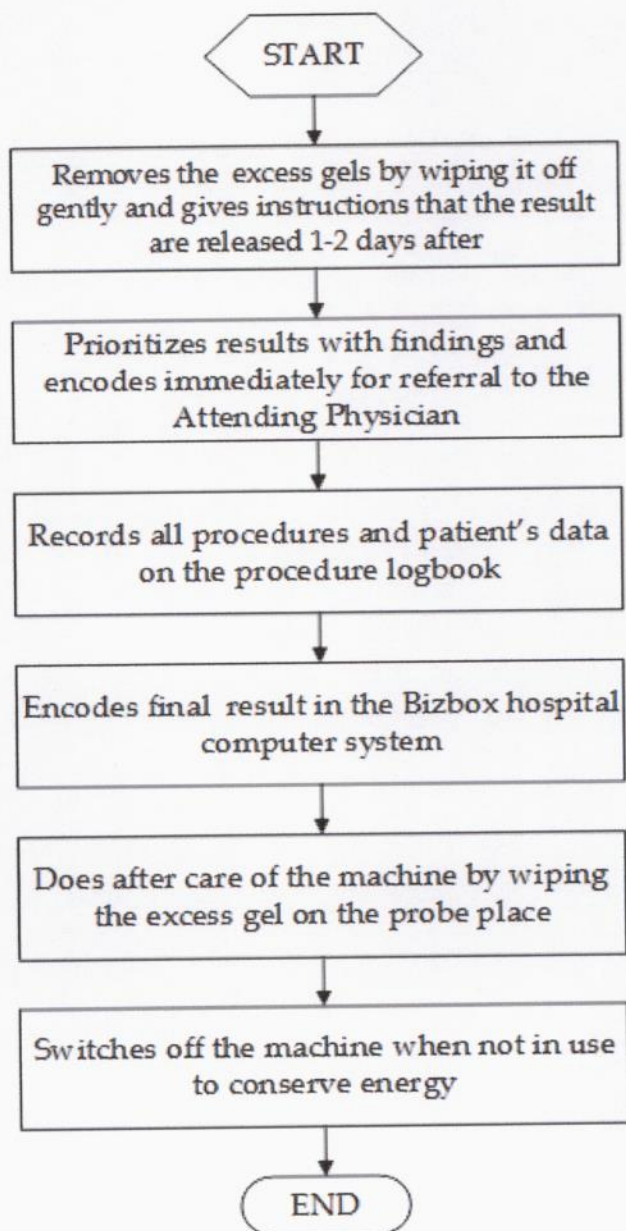 START
Removes the excess gels by wiping it off
gently and gives instructions that the result
are released 1-2 days after
Prioritizes results with findings and
encodes immediately for referral to the
Attending Physician
Records all procedures and patient's data
on the procedure logbook
Encodes final result in the Bizbox hospital
computer system
Does after care of the machine by wiping
the excess gel on the probe place
Switches off the machine when not in use
to conserve energy
END